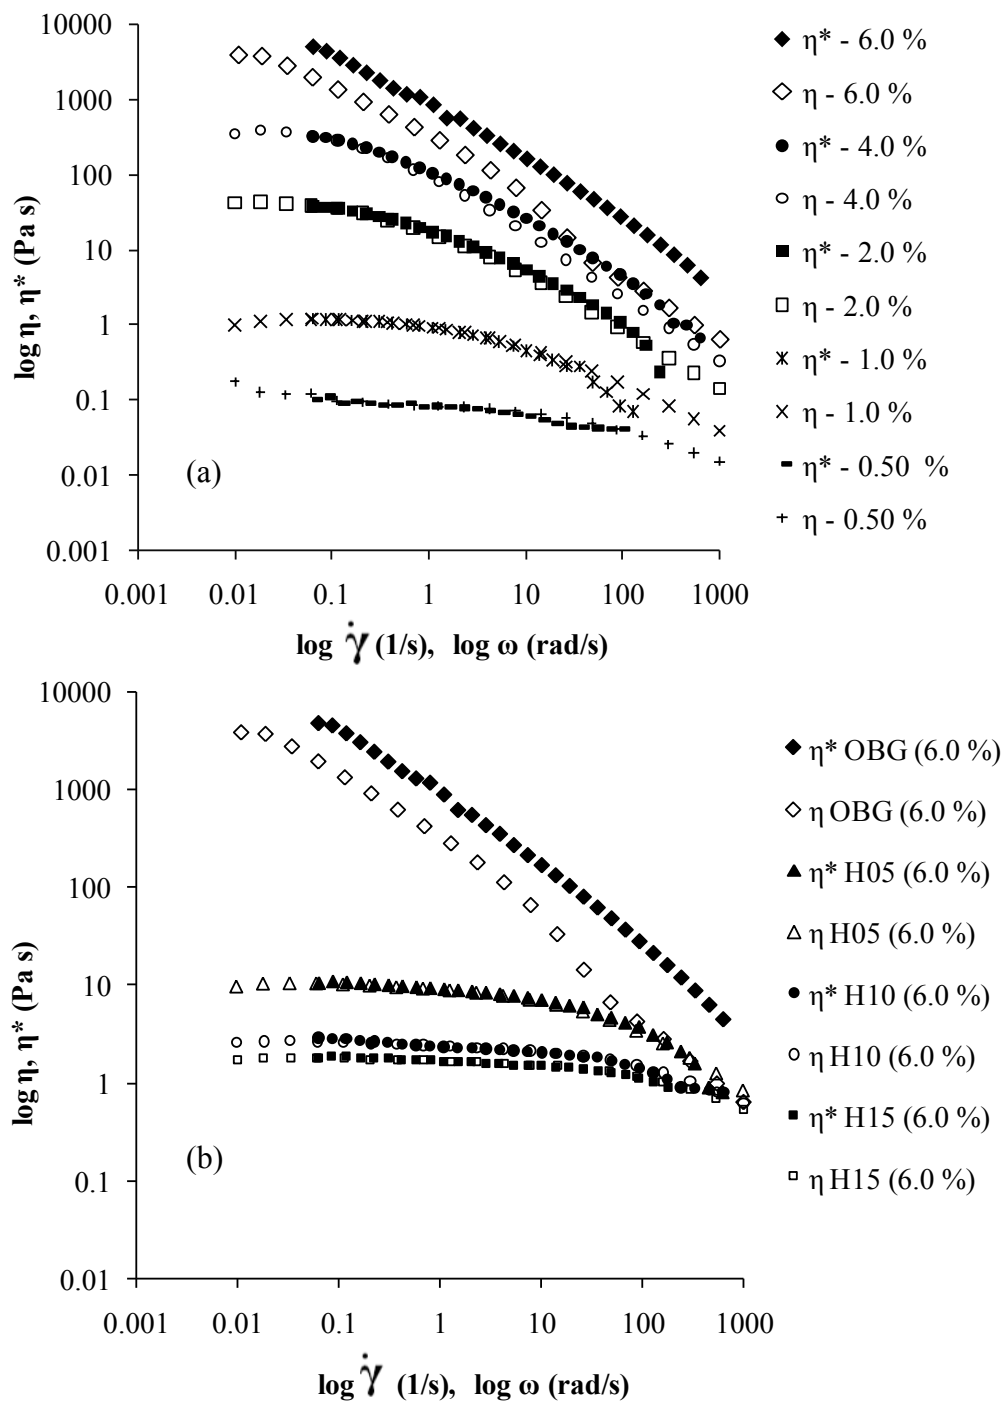 10000
1000
100
10
1
0.1
0.01
0.001
log η, η* (Pa s)
(a)
0.001 0.01 0.1 1 10 100 1000
log γ̇ (1/s), log ω (rad/s)
η* - 6.0 %
η - 6.0 %
η* - 4.0 %
η - 4.0 %
η* - 2.0 %
η - 2.0 %
η* - 1.0 %
η - 1.0 %
η* - 0.50 %
η - 0.50 %
10000
1000
100
10
1
0.1
0.01
log η, η* (Pa s)
(b)
0.001 0.01 0.1 1 10 100 1000
log γ̇ (1/s), log ω (rad/s)
η* OBG (6.0 %)
η OBG (6.0 %)
η* H05 (6.0 %)
η H05 (6.0 %)
η* H10 (6.0 %)
η H10 (6.0 %)
η* H15 (6.0 %)
η H15 (6.0 %)